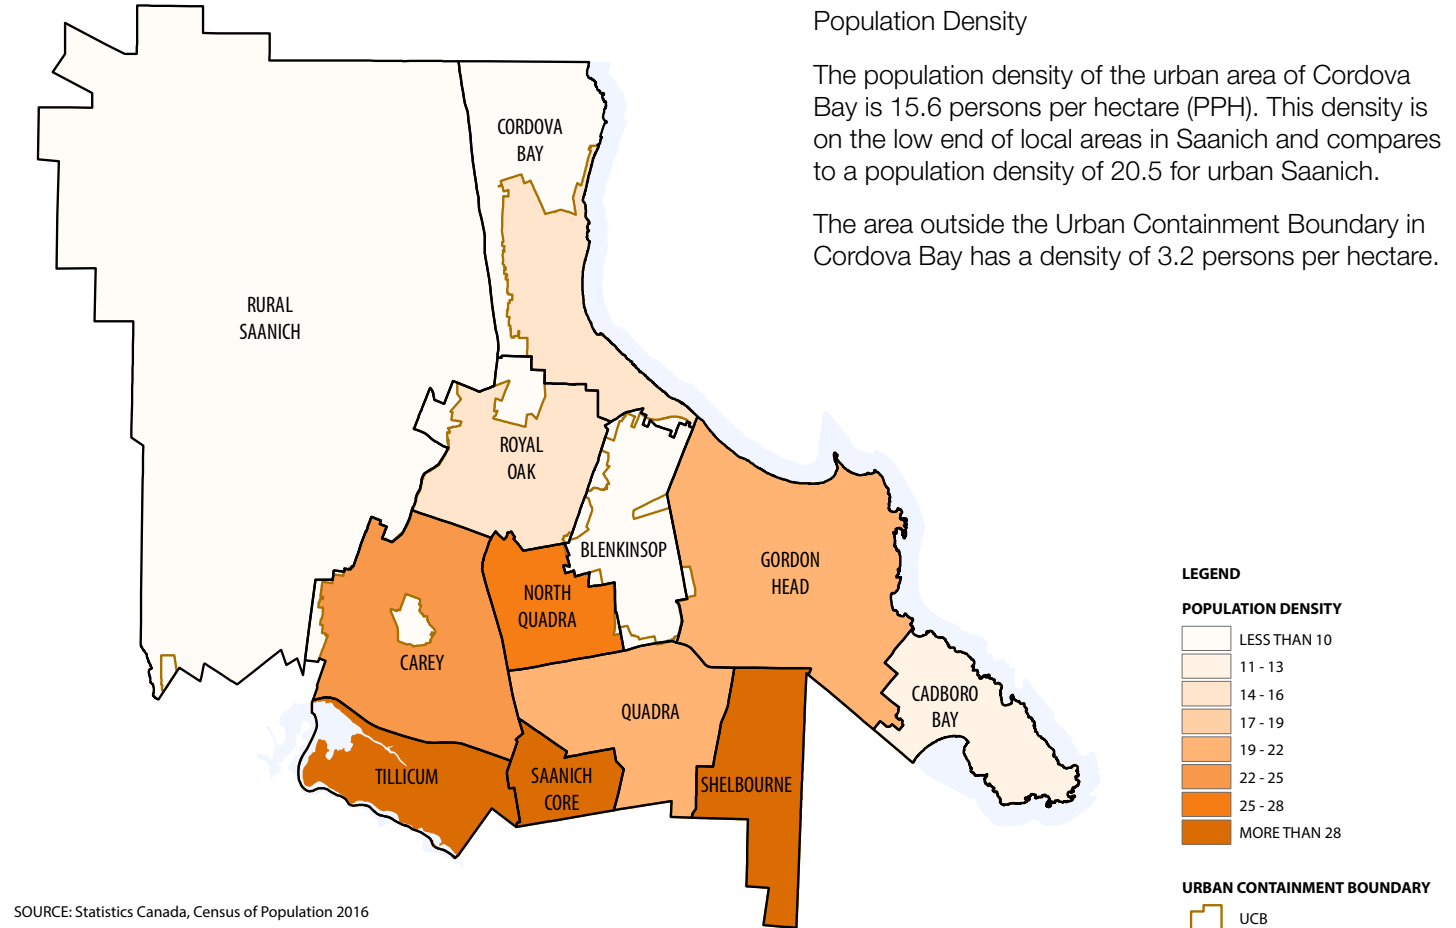 Population Density
The population density of the urban area of Cordova
Bay is 15.6 persons per hectare (PPH). This density is
on the low end of local areas in Saanich and compares
to a population density of 20.5 for urban Saanich.
The area outside the Urban Containment Boundary in
Cordova Bay has a density of 3.2 persons per hectare.
CORDOVA
BAY
RURAL
SAANICH
ROYAL
OAK
BLENKINSOP
GORDON
HEAD
NORTH
QUADRA
CAREY
CADBORO
BAY
QUADRA
TILLICUM
SAANICH
CORE
SHELBOURNE
LEGEND
POPULATION DENSITY
LESS THAN 10
11 - 13
14 - 16
17 - 19
19 - 22
22 - 25
25 - 28
MORE THAN 28
URBAN CONTAINMENT BOUNDARY
UCB
SOURCE: Statistics Canada, Census of Population 2016